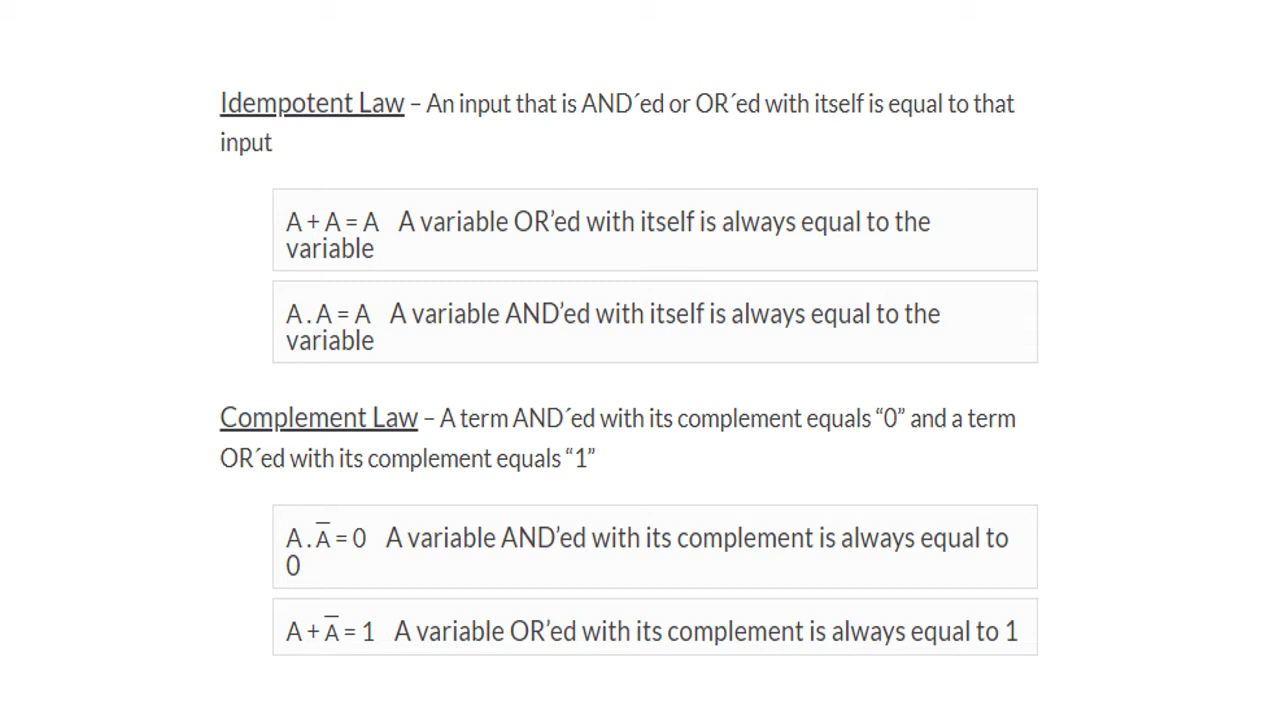 Idempotent Law – An input that is AND´ed or OR´ed with itself is equal to that
input
A + A = A   A variable OR’ed with itself is always equal to the
variable
A . A = A   A variable AND’ed with itself is always equal to the
variable
Complement Law – A term AND´ed with its complement equals “0” and a term
OR´ed with its complement equals “1”
A . A̅ = 0   A variable AND’ed with its complement is always equal to
0
A + A̅ = 1   A variable OR’ed with its complement is always equal to 1